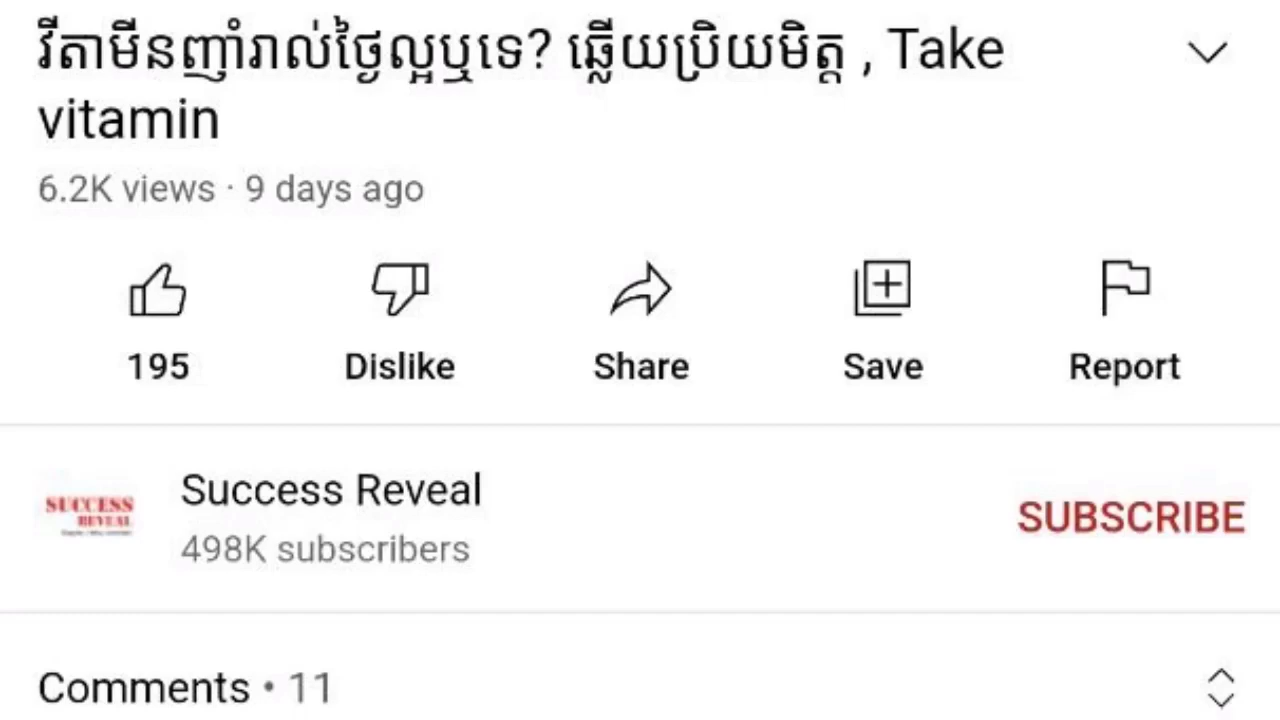 វីតាមីនញាំរាល់ថ្ងៃល្អឬទេ? ឆ្លើយប្រិយមិត្ត , Take
vitamin
6.2K views · 9 days ago
195
Dislike
Share
Save
Report
SUCCESS
REVEAL
Success Reveal
498K subscribers
SUBSCRIBE
Comments • 11